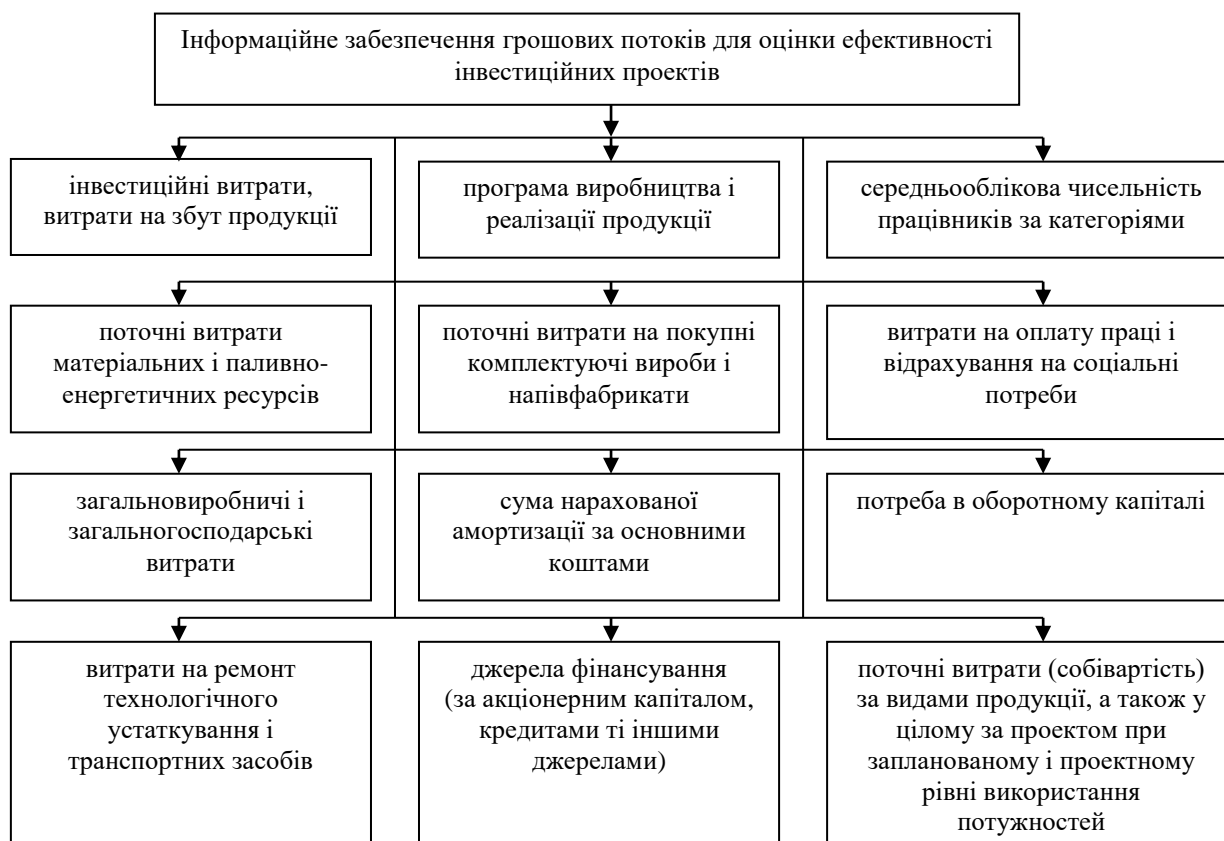 Інформаційне забезпечення грошових потоків для оцінки ефективності
інвестиційних проектів
інвестиційні витрати,
витрати на збут продукції
програма виробництва і
реалізації продукції
середньооблікова чисельність
працівників за категоріями
поточні витрати
матеріальних і паливно-
енергетичних ресурсів
поточні витрати на покупні
комплектуючі вироби і
напівфабрикати
витрати на оплату праці і
відрахування на соціальні
потреби
загальновиробничі і
загальногосподарські
витрати
сума нарахованої
амортизації за основними
коштами
потреба в оборотному капіталі
витрати на ремонт
технологічного
устаткування і
транспортних засобів
джерела фінансування
(за акціонерним капіталом,
кредитами ті іншими
джерелами)
поточні витрати (собівартість)
за видами продукції, а також у
цілому за проектом при
запланованому і проектному
рівні використання
потужностей